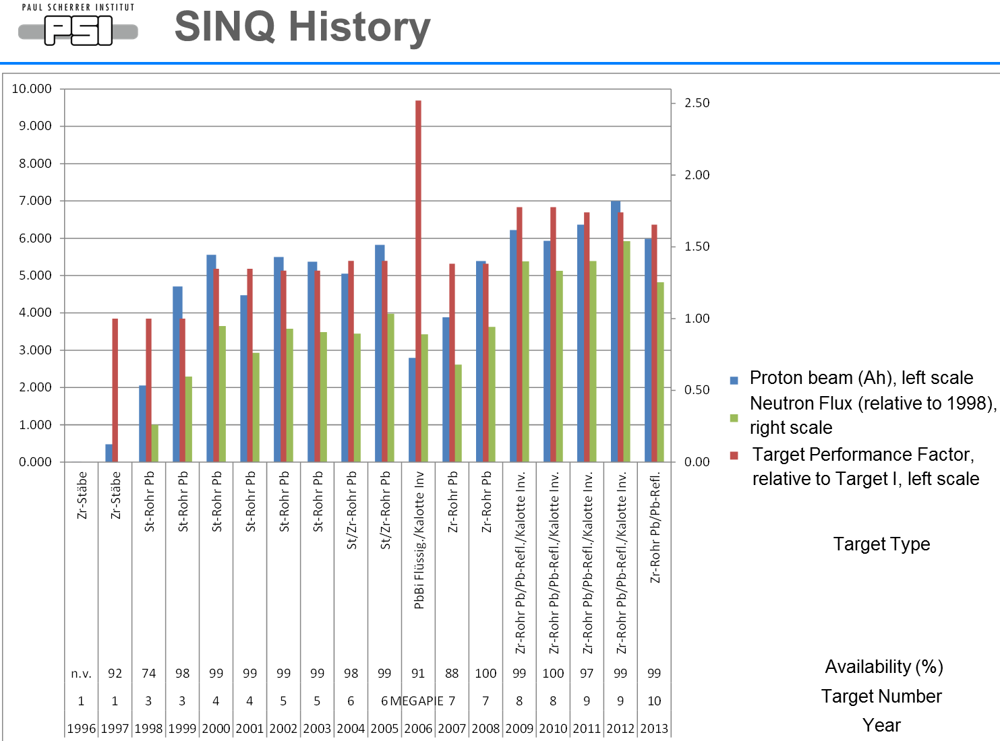 PAUL SCHERRER INSTITUT
PSI
SINQ History
10.000
9.000
8.000
7.000
6.000
5.000
4.000
3.000
2.000
1.000
0.000
2.50
2.00
1.50
1.00
0.50
0.00
Proton beam (Ah), left scale
Neutron Flux (relative to 1998),
right scale
Target Performance Factor,
relative to Target I, left scale
Zr-Stäbe
Zr-Stäbe
St-Rohr Pb
St-Rohr Pb
St-Rohr Pb
St-Rohr Pb
St-Rohr Pb
St-Rohr Pb
St/Zr-Rohr Pb
St/Zr-Rohr Pb
PbBi Flüssig./Kalotte Inv
Zr-Rohr Pb
Zr-Rohr Pb
Zr-Rohr Pb/Pb-Refl./Kalotte Inv.
Zr-Rohr Pb/Pb-Refl./Kalotte Inv.
Zr-Rohr Pb/Pb-Refl./Kalotte Inv.
Zr-Rohr Pb/Pb-Refl./Kalotte Inv.
Zr-Rohr Pb/Pb-Refl.
Target Type
n.v. 92 74 98 99 99 99 99 98 99 91 88 100 99 100 97 99 99 Availability (%)
1 1 3 3 4 4 5 5 6 6 MEGAPIE 7 7 8 8 9 9 10 Target Number
1996 1997 1998 1999 2000 2001 2002 2003 2004 2005 2006 2007 2008 2009 2010 2011 2012 2013 Year